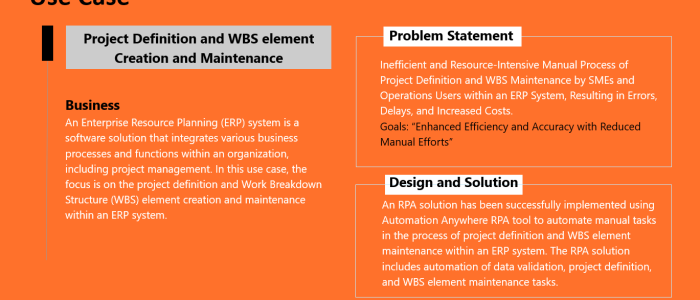 Use Case
Project Definition and WBS element
Creation and Maintenance
Business
An Enterprise Resource Planning (ERP) system is a
software solution that integrates various business
processes and functions within an organization,
including project management. In this use case, the
focus is on the project definition and Work Breakdown
Structure (WBS) element creation and maintenance
within an ERP system.
Problem Statement
Inefficient and Resource-Intensive Manual Process of
Project Definition and WBS Maintenance by SMEs and
Operations Users within an ERP System, Resulting in Errors,
Delays, and Increased Costs.
Goals: “Enhanced Efficiency and Accuracy with Reduced
Manual Efforts”
Design and Solution
An RPA solution has been successfully implemented using
Automation Anywhere RPA tool to automate manual tasks
in the process of project definition and WBS element
maintenance within an ERP system. The RPA solution
includes automation of data validation, project definition,
and WBS element maintenance tasks.